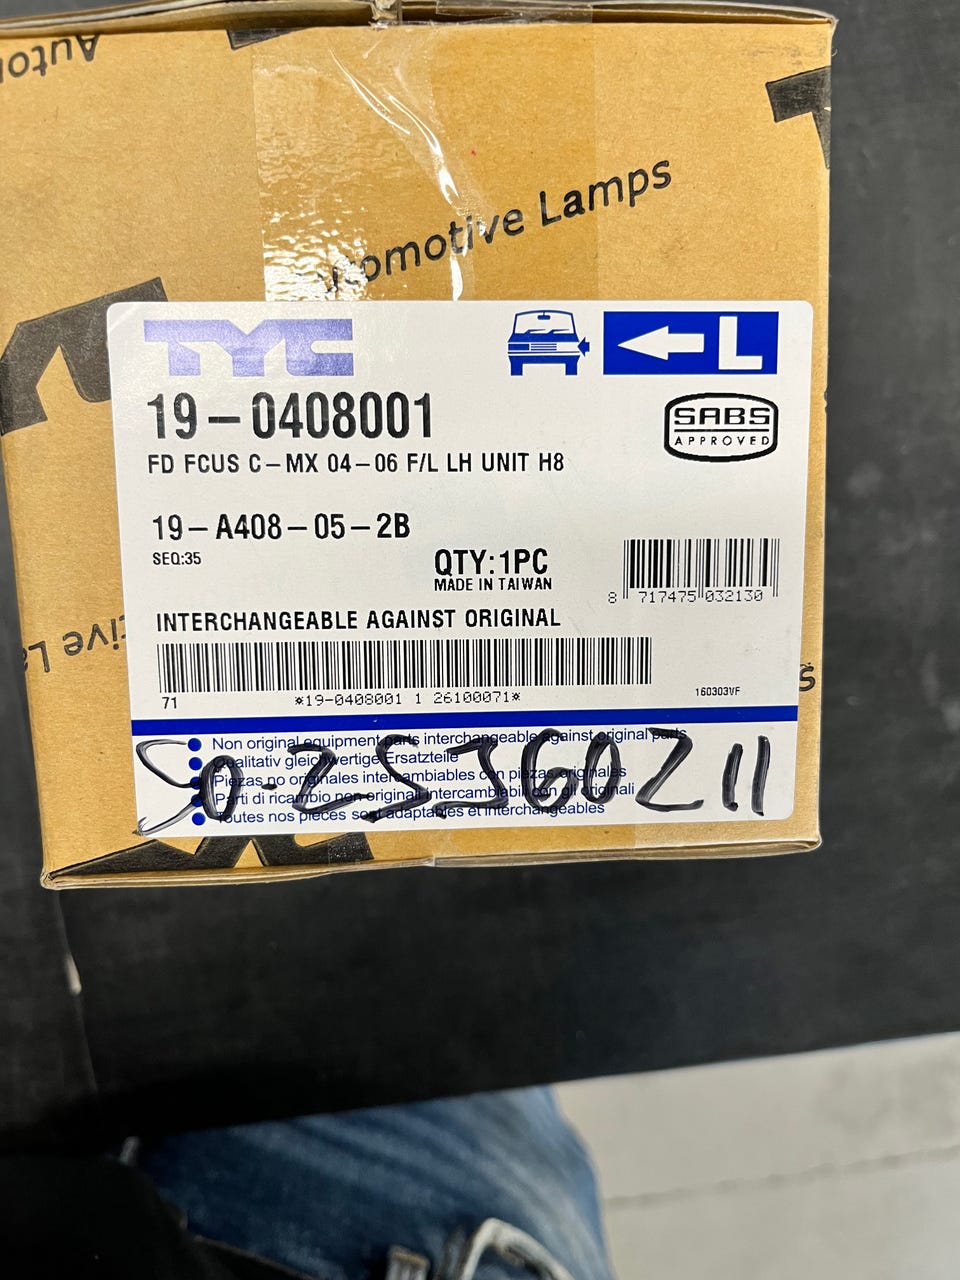 Automotive Lamps
TYC
L
19-0408001
SABS
APPROVED
FD FCUS C-MX 04-06 F/L LH UNIT H8
19-A408-05-2B
SEQ:35
QTY:1PC
MADE IN TAIWAN
8 717475 032130
INTERCHANGEABLE AGAINST ORIGINAL
71
*19-0408001 1 26100071*
160303VF
Non original equipment parts interchangeable against original parts
Qualitativ gleichwertige Ersatzteile
Piezas no originales intercambiables con piezas originales
Parti di ricambio non originali intercambiabili con gli originali
Toutes nos pièces sont adaptables et interchangeables